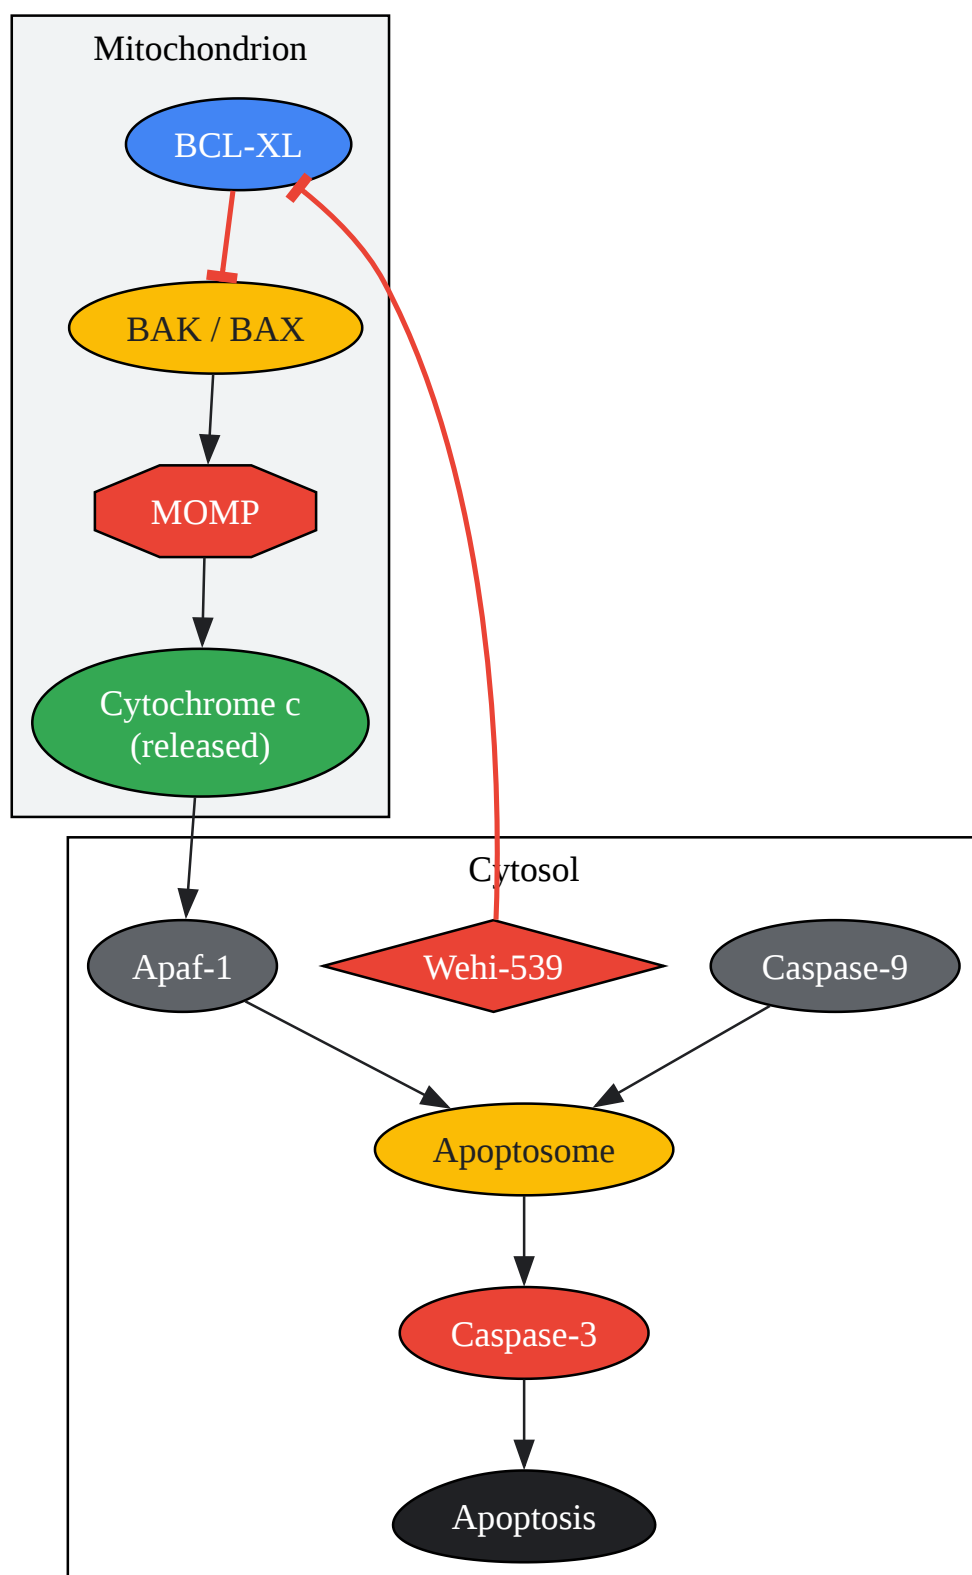 Mitochondrion
BCL-XL
BAK / BAX
MOMP
Cytochrome c
(released)
Cytosol
Apaf-1
Wehi-539
Caspase-9
Apoptosome
Caspase-3
Apoptosis